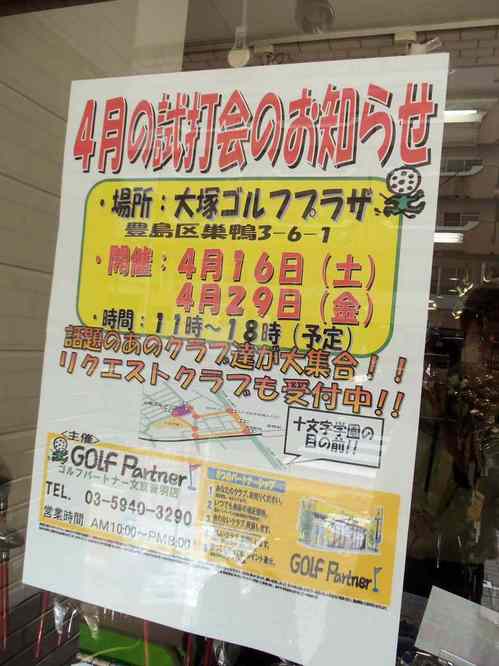 4月の試打会のお知らせ
・場所：大塚ゴルフプラザ
豊島区巣鴨3-6-1
・開催：4月16日（土）
4月29日（金）
・時間：11時～18時（予定）
話題のあのクラブ達が大集合！！
リクエストクラブも受付中!!
十文字学園の
目の前!!
＜主催＞
GOLF Partner
ゴルフパートナー文京音羽店
TEL. 03-5940-3290
営業時間 AM10:00～PM8:00
GOLF Partner